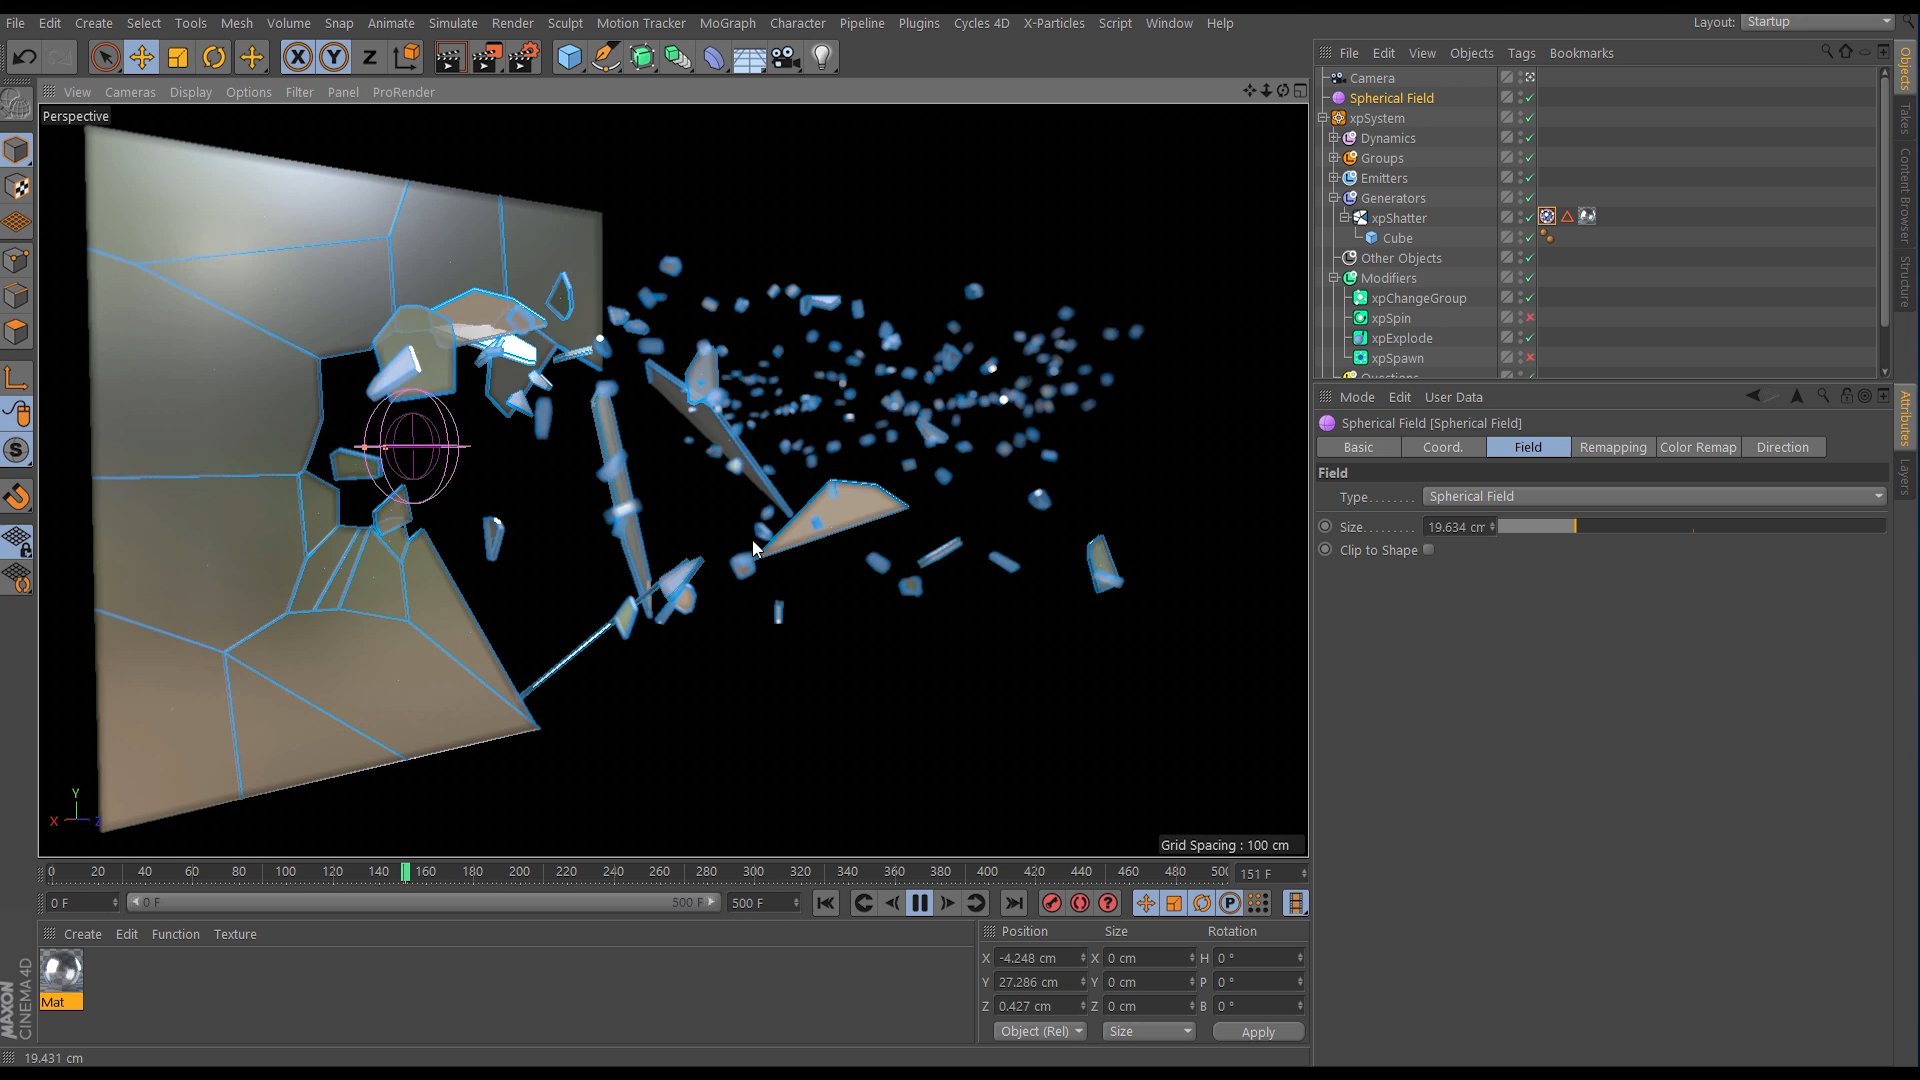 File Edit Create Select Tools Mesh Volume Snap Animate Simulate Render Sculpt Motion Tracker MoGraph Character Pipeline Plugins Cycles 4D X-Particles Script Window Help Layout: Startup
File Edit View Objects Tags Bookmarks
View Cameras Display Options Filter Panel ProRender
Perspective
Camera
Spherical Field
xpSystem
Dynamics
Groups
Emitters
Generators
xpShatter
Cube
Other Objects
Modifiers
xpChangeGroup
xpSpin
xpExplode
xpSpawn
Objects
Takes
Content Browser
Structure
Mode Edit User Data
Spherical Field [Spherical Field]
Basic Coord. Field Remapping Color Remap Direction
Field
Type........ Spherical Field
Size......... 19.634 cm
Clip to Shape
Attributes
Layers
Y
X Z
Grid Spacing : 100 cm
0 20 40 60 80 100 120 140 160 180 200 220 240 260 280 300 320 340 360 380 400 420 440 460 480 500 151 F
0 F 0 F 500 F 500 F
Create Edit Function Texture
Mat
Position Size Rotation
X -4.248 cm X 0 cm H 0 °
Y 27.286 cm Y 0 cm P 0 °
Z 0.427 cm Z 0 cm B 0 °
Object (Rel) Size Apply
MAXON
CINEMA 4D
19.431 cm